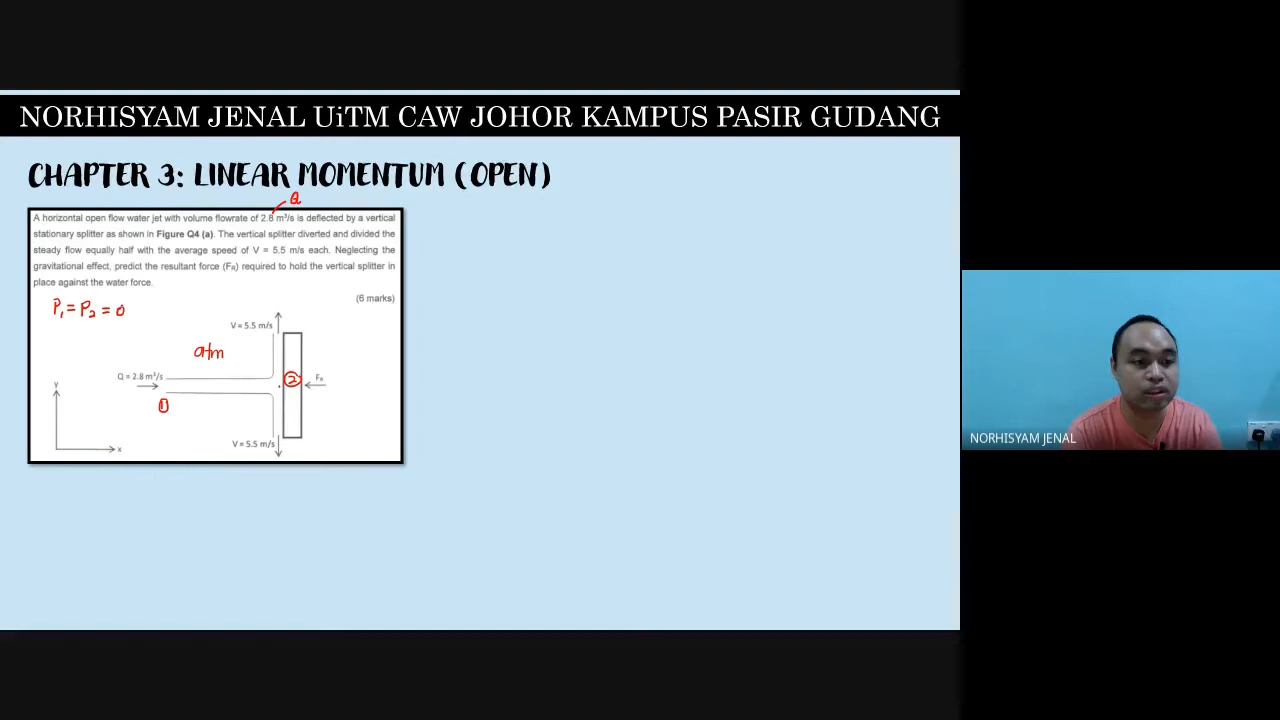 NORHISYAM JENAL UiTM CAW JOHOR KAMPUS PASIR GUDANG
CHAPTER 3: LINEAR MOMENTUM (OPEN)
Q
A horizontal open flow water jet with volume flowrate of 2.8 m³/s is deflected by a vertical
stationary splitter as shown in Figure Q4 (a). The vertical splitter diverted and divided the
steady flow equally half with the average speed of V = 5.5 m/s each. Neglecting the
gravitational effect, predict the resultant force (FR) required to hold the vertical splitter in
place against the water force.
(6 marks)
P₁ = P₂ = 0
V = 5.5 m/s
atm
Q = 2.8 m³/s
2
FR
y
1
V = 5.5 m/s
x
NORHISYAM JENAL